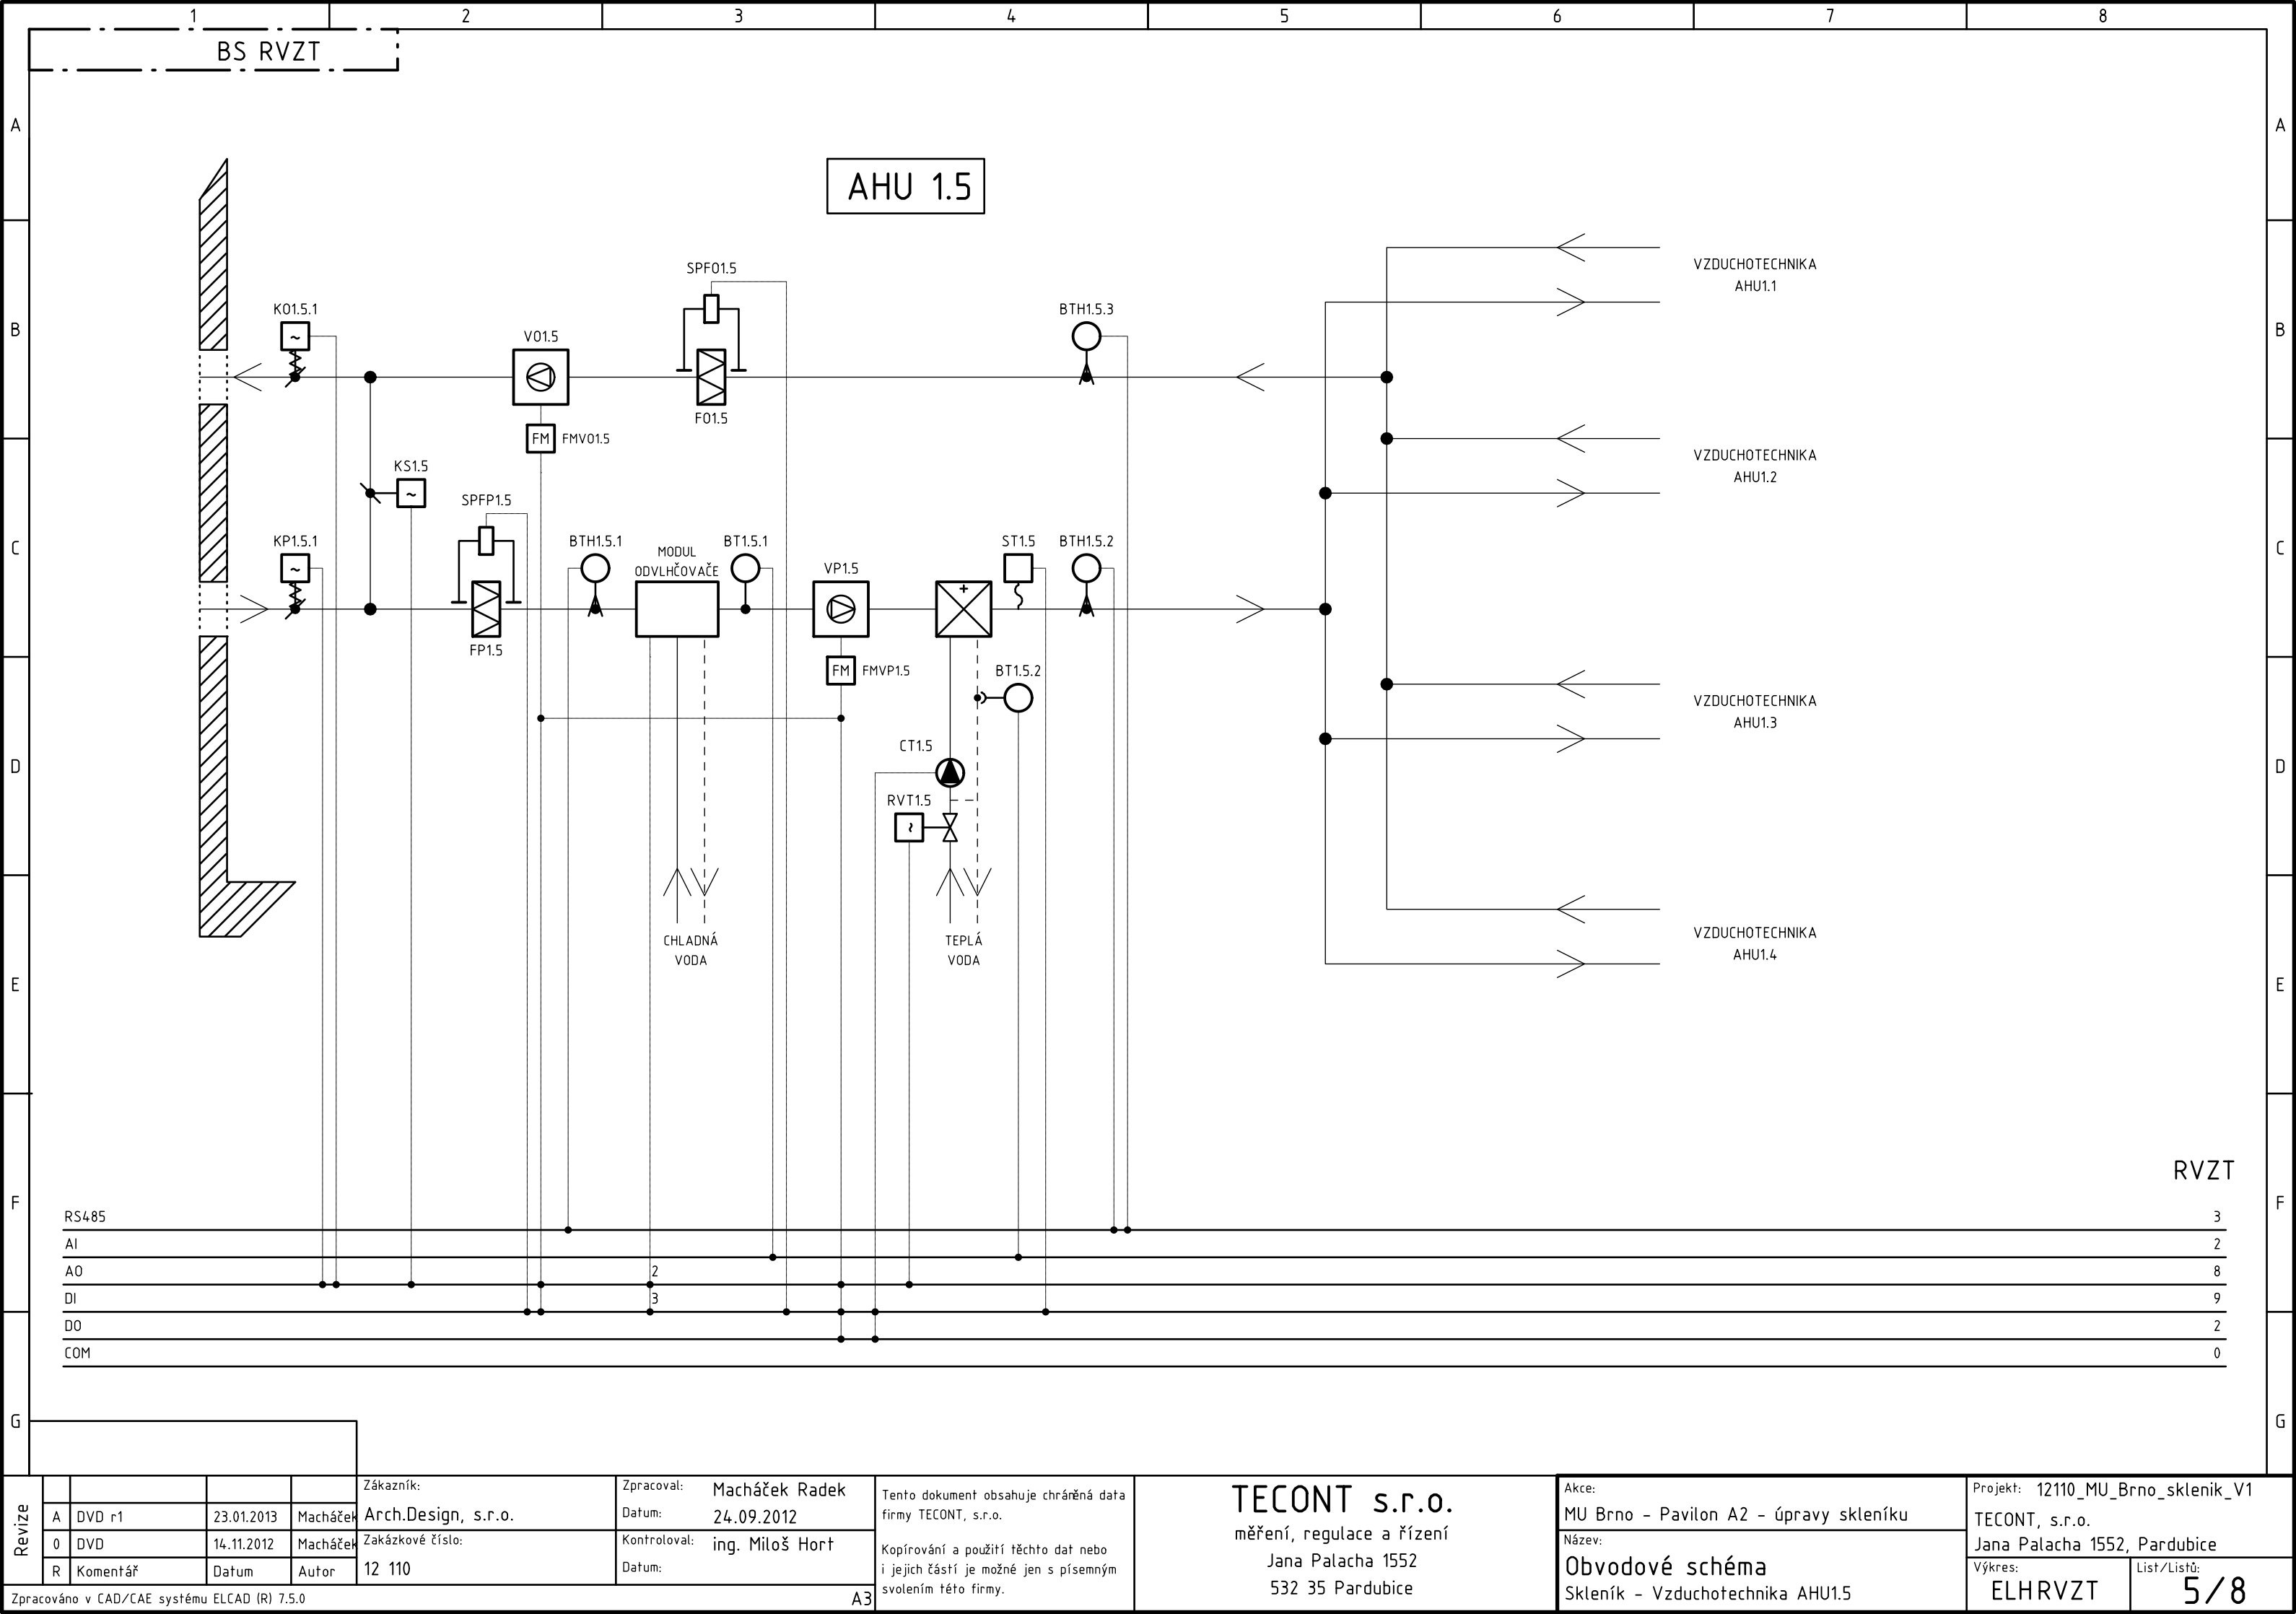 1 2 3 4 5 6 7 8
BS RVZT
A A
AHU 1.5
SPFO1.5
VZDUCHOTECHNIKA
AHU1.1
KO1.5.1
VO1.5
BTH1.5.3
B B
~
FO1.5
FM FMVO1.5
VZDUCHOTECHNIKA
AHU1.2
KS1.5
~
SPFP1.5
KP1.5.1
BTH1.5.1
MODUL
ODVLHČOVAČE
BT1.5.1
VP1.5
ST1.5
BTH1.5.2
C C
~
+
FP1.5
FM FMVP1.5
BT1.5.2
VZDUCHOTECHNIKA
AHU1.3
CT1.5
D D
RVT1.5
~
CHLADNÁ
VODA
TEPLÁ
VODA
VZDUCHOTECHNIKA
AHU1.4
E E
RVZT
F F
RS485 3
AI 2
AO 2 8
DI 3 9
DO 2
COM 0
G G
Revize
A DVD r1 23.01.2013 Macháček
0 DVD 14.11.2012 Macháček
R Komentář Datum Autor
Zpracováno v CAD/CAE systému ELCAD (R) 7.5.0
A3
Zákazník:
Arch.Design, s.r.o.
Zakázkové číslo:
12 110
Zpracoval: Macháček Radek
Datum: 24.09.2012
Kontroloval: ing. Miloš Hort
Datum:
Tento dokument obsahuje chráněná data
firmy TECONT, s.r.o.
Kopírování a použití těchto dat nebo
i jejich částí je možné jen s písemným
svolením této firmy.
TECONT s.r.o.
měření, regulace a řízení
Jana Palacha 1552
532 35 Pardubice
Akce:
MU Brno - Pavilon A2 - úpravy skleníku
Název:
Obvodové schéma
Skleník - Vzduchotechnika AHU1.5
Projekt: 12110_MU_Brno_sklenik_V1
TECONT, s.r.o.
Jana Palacha 1552, Pardubice
Výkres:
ELHRVZT
List/Listů:
5/8